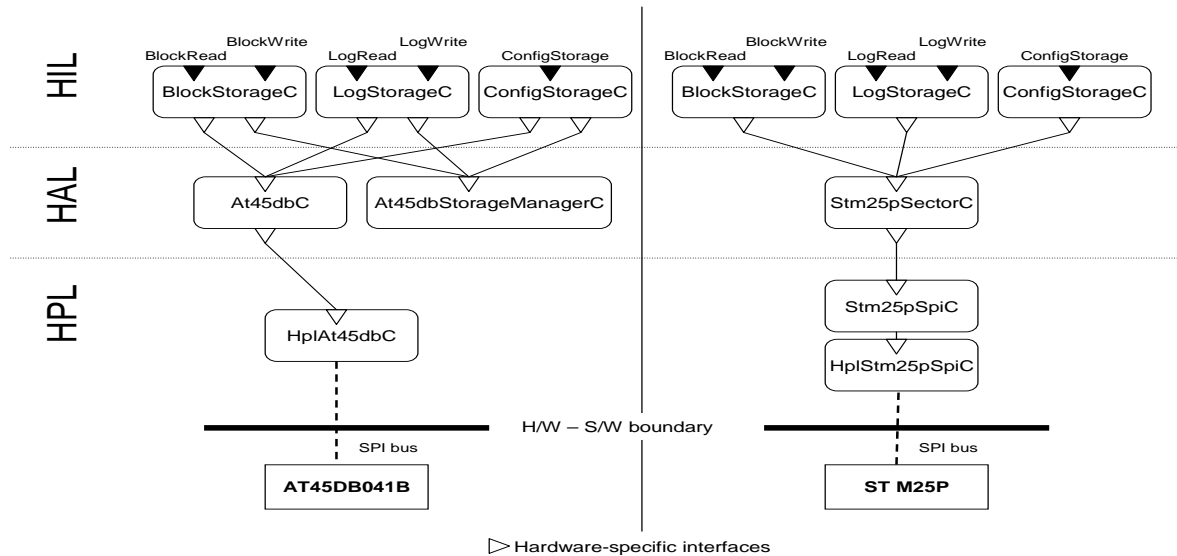 HIL
BlockRead
BlockWrite
LogRead
LogWrite
ConfigStorage
BlockStorageC
LogStorageC
ConfigStorageC
BlockRead
BlockWrite
LogRead
LogWrite
ConfigStorage
BlockStorageC
LogStorageC
ConfigStorageC
HAL
At45dbC
At45dbStorageManagerC
Stm25pSectorC
HPL
HplAt45dbC
Stm25pSpiC
HplStm25pSpiC
H/W – S/W boundary
SPI bus
SPI bus
AT45DB041B
ST M25P
Hardware-specific interfaces